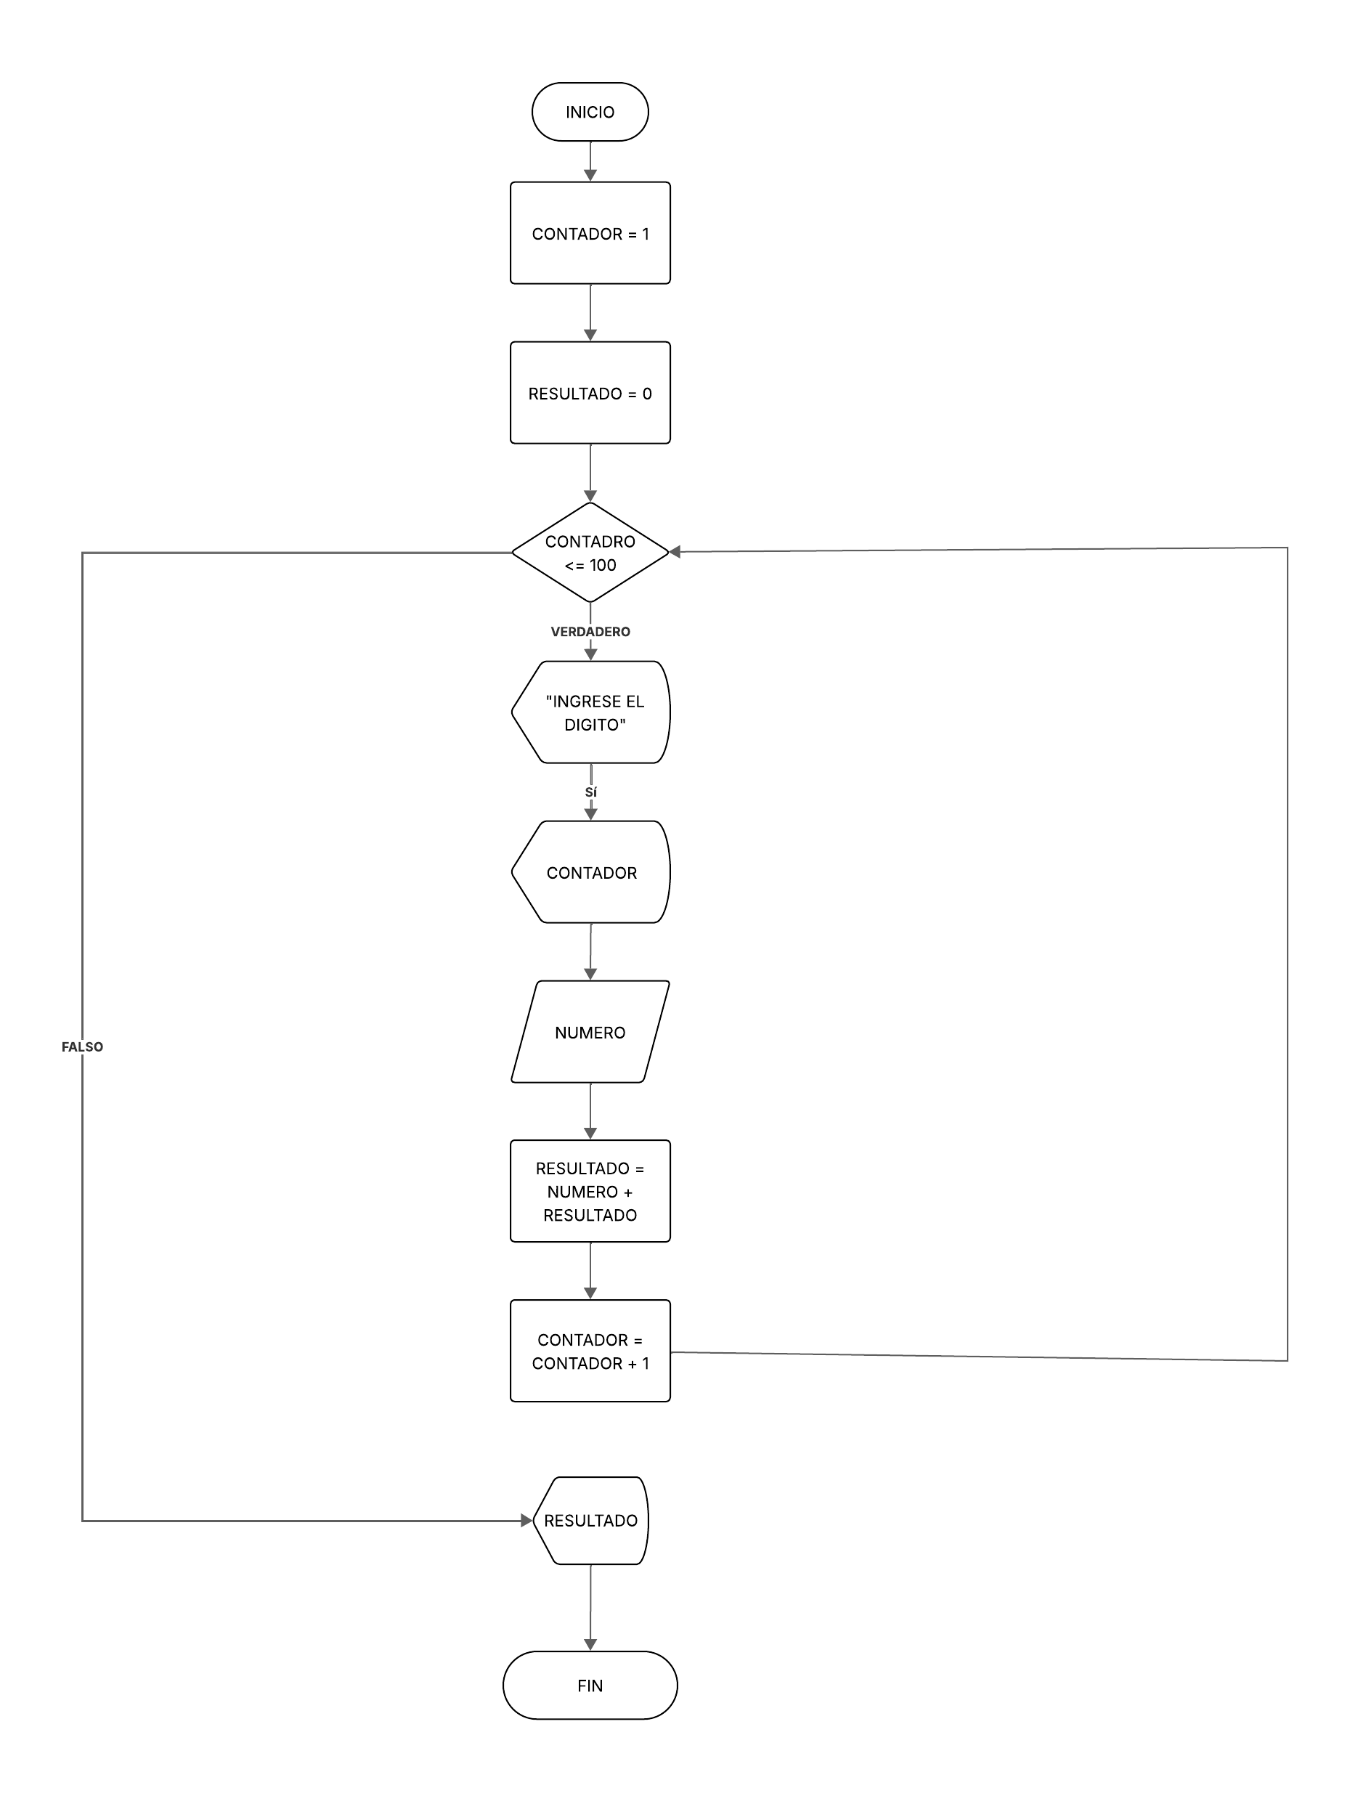 INICIO
CONTADOR = 1
RESULTADO = 0
CONTADRO
<= 100
VERDADERO
"INGRESE EL
DIGITO"
Sí
CONTADOR
NUMERO
FALSO
RESULTADO =
NUMERO +
RESULTADO
CONTADOR =
CONTADOR + 1
RESULTADO
FIN